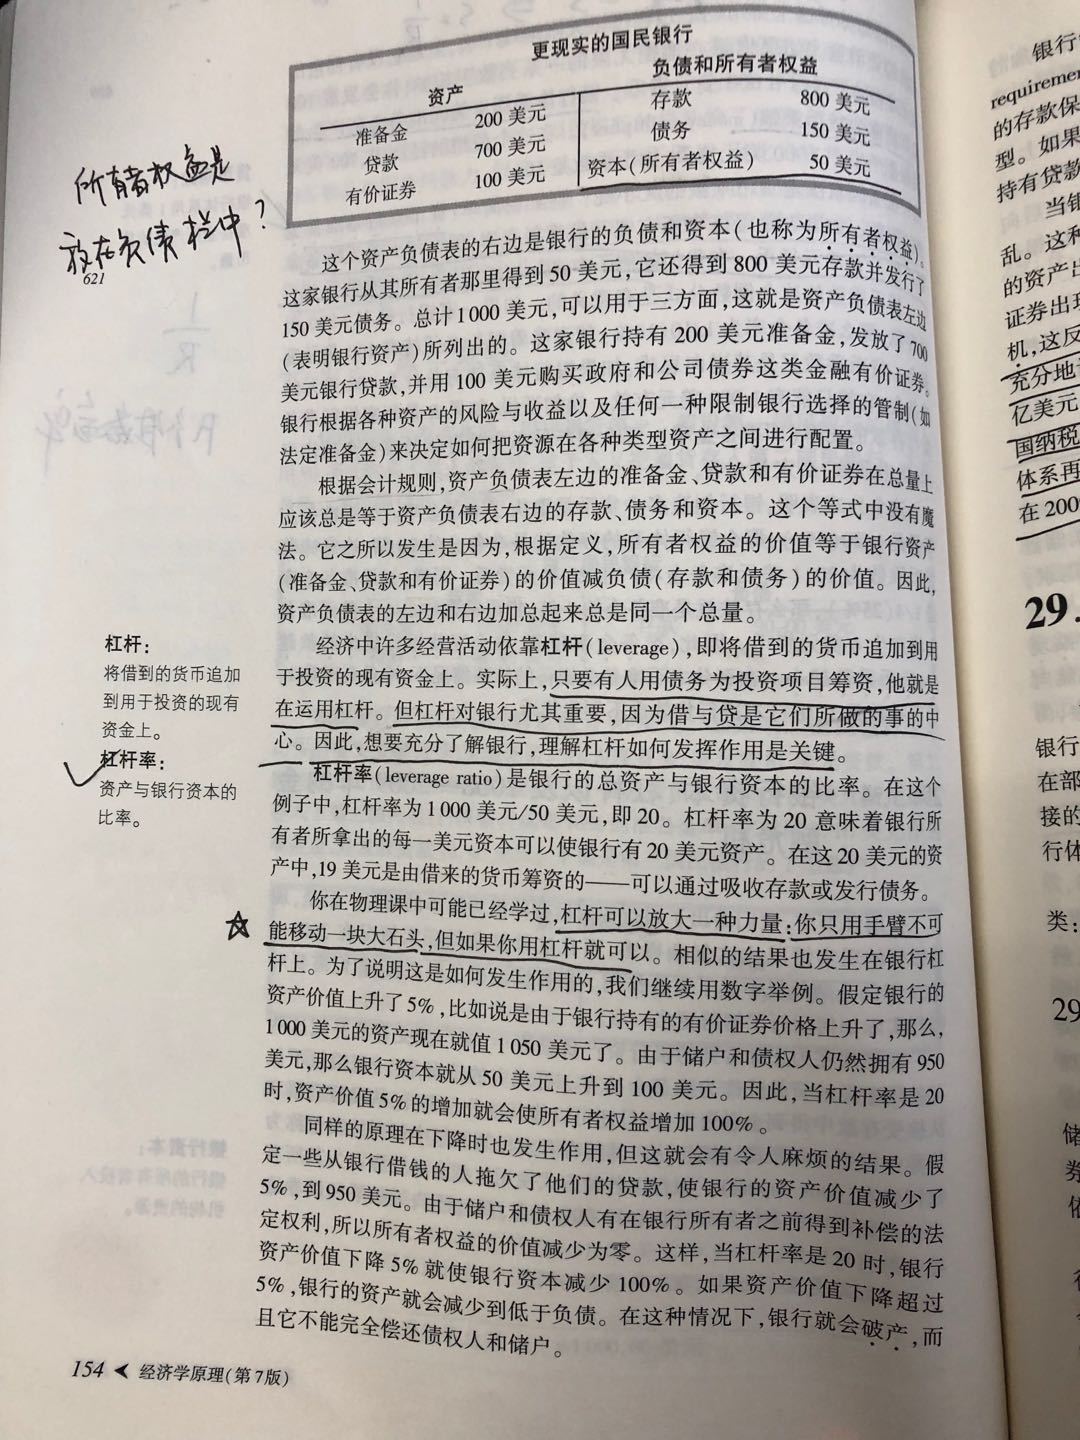 更现实的国民银行
资产 负债和所有者权益
准备金 200 美元 存款 800 美元
贷款 700 美元 债务 150 美元
有价证券 100 美元 资本(所有者权益) 50 美元
所有者权益是
放在负债栏中?
621
这个资产负债表的右边是银行的负债和资本(也称为所有者权益)。
这家银行从其所有者那里得到50美元,它还得到800美元存款并发行了
150美元债务。总计1000美元,可以用于三方面,这就是资产负债表左边
(表明银行资产)所列出的。这家银行持有200美元准备金,发放了700
美元银行贷款,并用100美元购买政府和公司债券这类金融有价证券。
银行根据各种资产的风险与收益以及任何一种限制银行选择的管制(如
法定准备金)来决定如何把资源在各种类型资产之间进行配置。
根据会计规则,资产负债表左边的准备金、贷款和有价证券在总量上
应该总是等于资产负债表右边的存款、债务和资本。这个等式中没有魔
法。它之所以发生是因为,根据定义,所有者权益的价值等于银行资产
(准备金、贷款和有价证券)的价值减负债(存款和债务)的价值。因此,
资产负债表的左边和右边加总起来总是同一个总量。
经济中许多经营活动依靠杠杆(leverage),即将借到的货币追加到用
于投资的现有资金上。实际上,只要有人用债务为投资项目筹资,他就是
在运用杠杆。但杠杆对银行尤其重要,因为借与贷是它们所做的事的中
心。因此,想要充分了解银行,理解杠杆如何发挥作用是关键。
杠杆率(leverage ratio)是银行的总资产与银行资本的比率。在这个
例子中,杠杆率为1000美元/50美元,即20。杠杆率为20意味着银行所
有者所拿出的每一美元资本可以使银行有20美元资产。在这20美元的资
产中,19美元是由借来的货币筹资的——可以通过吸收存款或发行债务。
你在物理课中可能已经学过,杠杆可以放大一种力量:你只用手臂不可
能移动一块大石头,但如果你用杠杆就可以。相似的结果也发生在银行杠
杆上。为了说明这是如何发生作用的,我们继续用数字举例。假定银行的
资产价值上升了5%,比如说是由于银行持有的有价证券价格上升了,那么,
1000美元的资产现在就值1050美元了。由于储户和债权人仍然拥有950
美元,那么银行资本就从50美元上升到100美元。因此,当杠杆率是20
时,资产价值5%的增加就会使所有者权益增加100%。
同样的原理在下降时也发生作用,但这就会有令人麻烦的结果。假
定一些从银行借钱的人拖欠了他们的贷款,使银行的资产价值减少了
5%,到950美元。由于储户和债权人有在银行所有者之前得到补偿的法
定权利,所以所有者权益的价值减少为零。这样,当杠杆率是20时,银行
资产价值下降5%就使银行资本减少100%。如果资产价值下降超过
5%,银行的资产就会减少到低于负债。在这种情况下,银行就会破产,而
且它不能完全偿还债权人和储户。
杠杆:
将借到的货币追加
到用于投资的现有
资金上。
杠杆率:
资产与银行资本的
比率。
154 经济学原理(第7版)
银行
requireme
的存款保
型。如果
持有贷款
当银
乱。这种
的资产出
证券出现
机,这反
充分地
亿美元
国纳税
体系再
在200
29.
银行
在部
接的
行体
类:
29
储
券